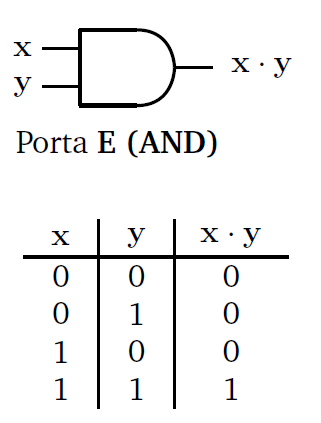 x
y
x · y
Porta E (AND)
x y x · y
0 0 0
0 1 0
1 0 0
1 1 1